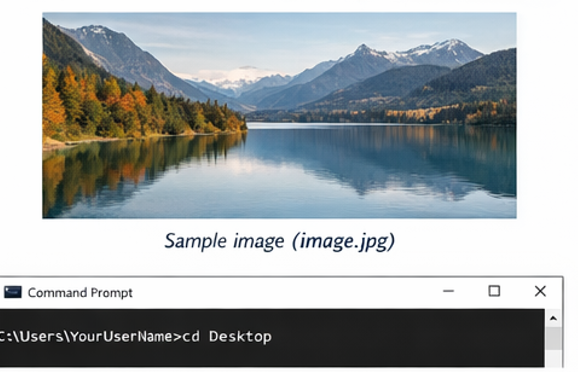 Sample image (image.jpg)
Command Prompt
C:\Users\YourUserName>cd Desktop